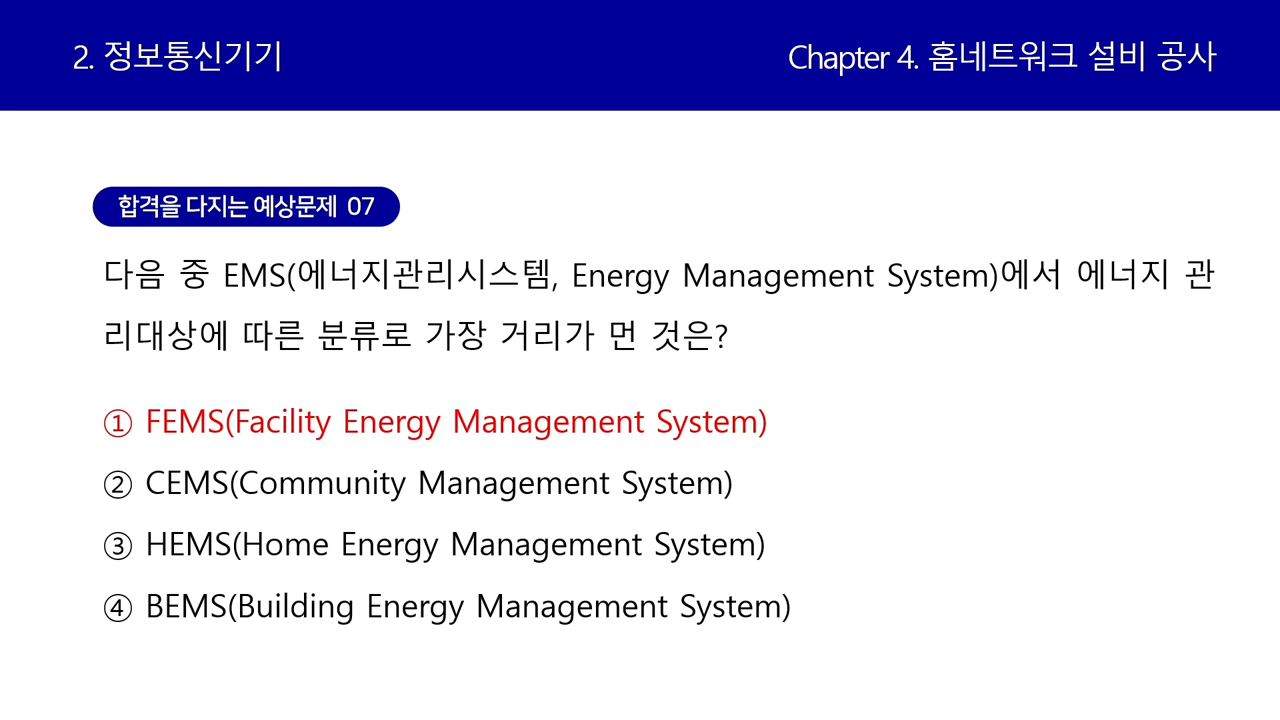 2. 정보통신기기
Chapter 4. 홈네트워크 설비 공사
합격을 다지는 예상문제 07
다음 중 EMS(에너지관리시스템, Energy Management System)에서 에너지 관
리대상에 따른 분류로 가장 거리가 먼 것은?
① FEMS(Facility Energy Management System)
② CEMS(Community Management System)
③ HEMS(Home Energy Management System)
④ BEMS(Building Energy Management System)